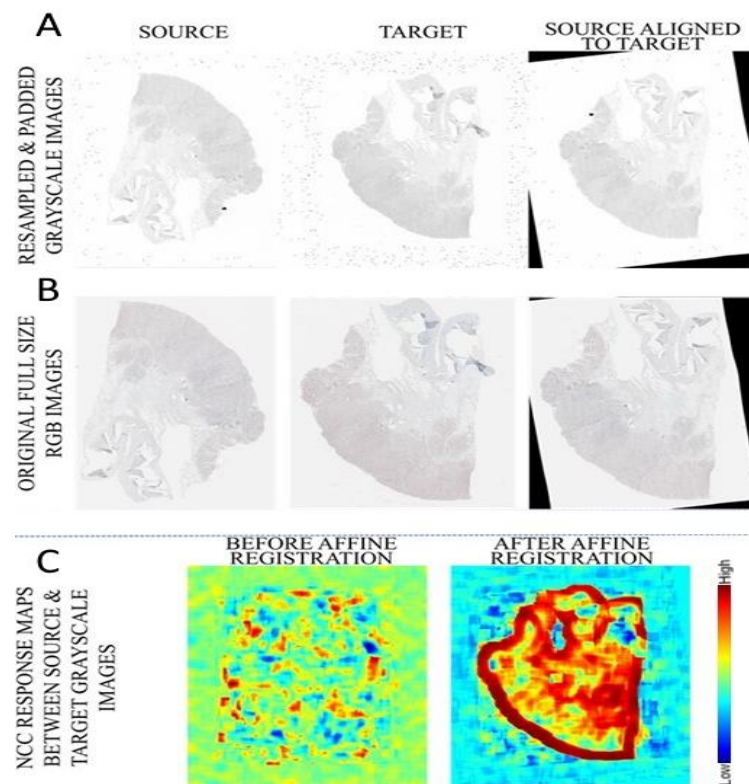 A
SOURCE
TARGET
SOURCE ALIGNED
TO TARGET
RESAMPLED & PADDED
GRAYSCALE IMAGES
B
ORIGINAL FULL SIZE
RGB IMAGES
C
BEFORE AFFINE
REGISTRATION
AFTER AFFINE
REGISTRATION
NCC RESPONSE MAPS
BETWEEN SOURCE &
TARGET GRAYSCALE
IMAGES
High
Low